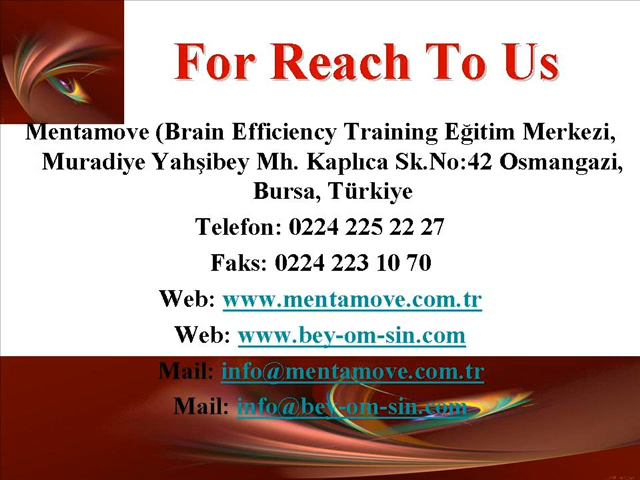 For Reach To Us
Mentamove (Brain Efficiency Training Eğitim Merkezi,
Muradiye Yahşibey Mh. Kaplıca Sk.No:42 Osmangazi,
Bursa, Türkiye
Telefon: 0224 225 22 27
Faks: 0224 223 10 70
Web: www.mentamove.com.tr
Web: www.bey-om-sin.com
Mail: info@mentamove.com.tr
Mail: info@bey-om-sin.com